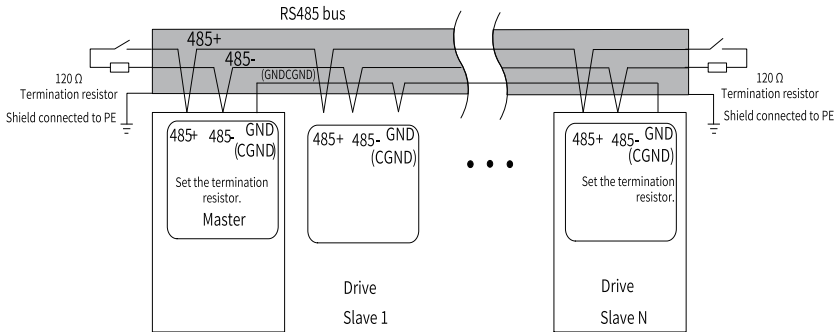 RS485 bus
485+
485-
(GNDCGND)
120 Ω
Termination resistor
Shield connected to PE
120 Ω
Termination resistor
Shield connected to PE
485+ 485- GND
(CGND)
Set the termination
resistor.
Master
485+ 485- GND
(CGND)
485+ 485- GND
(CGND)
Set the termination
resistor.
Drive
Slave 1
Drive
Slave N